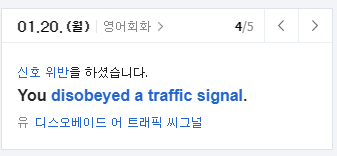 01.20. (월) 영어회화 > 4/5 < >
신호 위반을 하셨습니다.
You disobeyed a traffic signal.
유 디스오베이드 어 트래픽 씨그널